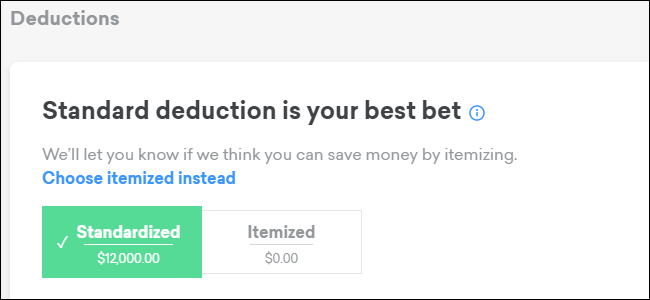 Deductions
Standard deduction is your best bet
We'll let you know if we think you can save money by itemizing.
Choose itemized instead
Standardized Itemized
$12,000.00 $0.00